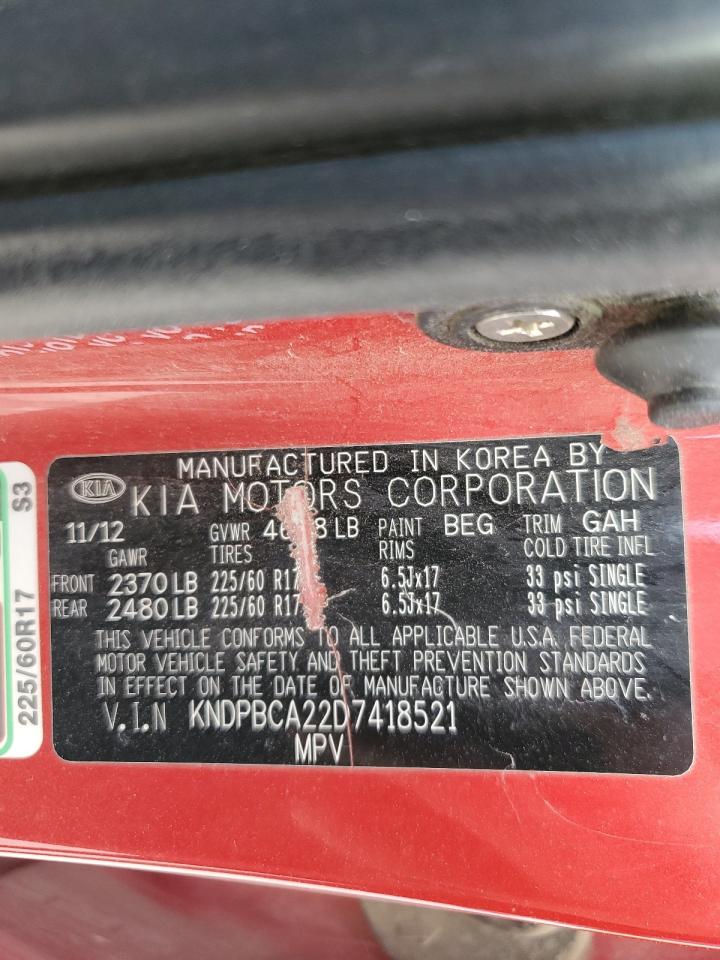 MANUFACTURED IN KOREA BY
KIA
KIA MOTORS CORPORATION
11/12 GVWR LB PAINT BEG TRIM GAH
GAWR TIRES RIMS COLD TIRE INFL
FRONT 2370 LB 225/60 R17 6.5Jx17 33 psi SINGLE
REAR 2480 LB 225/60 R17 6.5Jx17 33 psi SINGLE
THIS VEHICLE CONFORMS TO ALL APPLICABLE U.S.A. FEDERAL
MOTOR VEHICLE SAFETY AND THEFT PREVENTION STANDARDS
IN EFFECT ON THE DATE OF MANUFACTURE SHOWN ABOVE.
V.I.N KNDPBCA22D7418521
MPV
225/60R17 S3